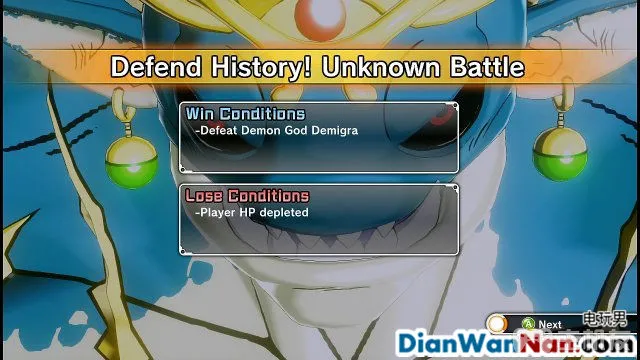 Defend History! Unknown Battle
Win Conditions
-Defeat Demon God Demigra
Lose Conditions
-Player HP depleted
A Next
电玩男
DianWanNan.com